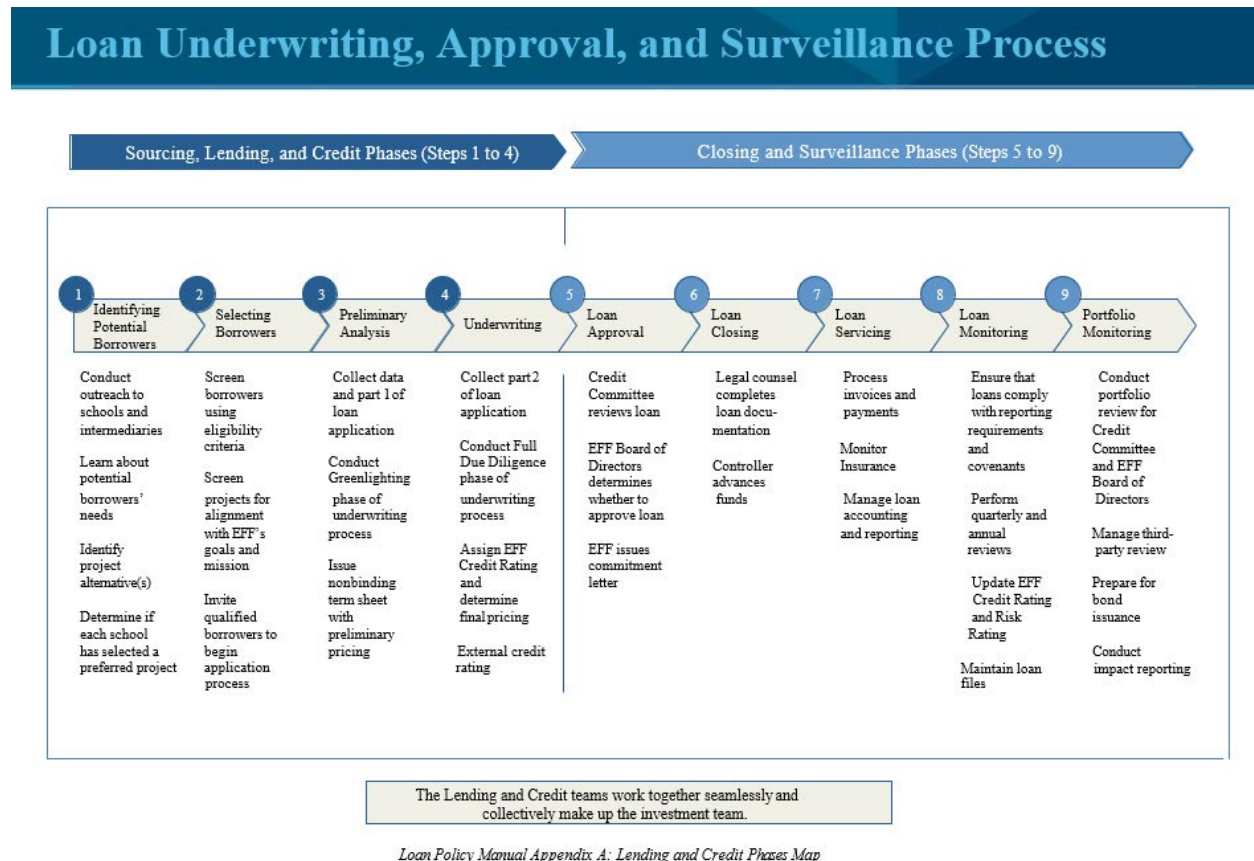 Loan Underwriting, Approval, and Surveillance Process
Sourcing, Lending, and Credit Phases (Steps 1 to 4)
Closing and Surveillance Phases (Steps 5 to 9)
1
Identifying
Potential
Borrowers
Conduct
outreach to
schools and
intermediaries
Learn about
potential
borrowers'
needs
Identify
project
alternative(s)
Determine if
each school
has selected a
preferred project
2
Selecting
Borrowers
Screen
borrowers
using
eligibility
criteria
Screen
projects for
alignment
with EFF's
goals and
mission
Invite
qualified
borrowers to
begin
application
process
3
Preliminary
Analysis
Collect data
and part 1 of
loan
application
Conduct
Greenlighting
phase of
underwriting
process
Issue
nonbinding
term sheet
with
preliminary
pricing
4
Underwriting
Collect part 2
of loan
application
Conduct Full
Due Diligence
phase of
underwriting
process
Assign EFF
Credit Rating
and
determine
final pricing
External credit
rating
5
Loan
Approval
Credit
Committee
reviews loan
EFF Board of
Directors
determines
whether to
approve loan
EFF issues
commitment
letter
6
Loan
Closing
Legal counsel
completes
loan docu-
mentation
Controller
advances
funds
7
Loan
Servicing
Process
invoices and
payments
Monitor
Insurance
Manage loan
accounting
and reporting
8
Loan
Monitoring
Ensure that
loans comply
with reporting
requirements
and
covenants
Perform
quarterly and
annual
reviews
Update EFF
Credit Rating
and Risk
Rating
Maintain loan
files
9
Portfolio
Monitoring
Conduct
portfolio
review for
Credit
Committee
and EFF
Board of
Directors
Manage third-
party review
Prepare for
bond
issuance
Conduct
impact reporting
The Lending and Credit teams work together seamlessly and
collectively make up the investment team.
Loan Policy Manual Appendix A: Lending and Credit Phases Map